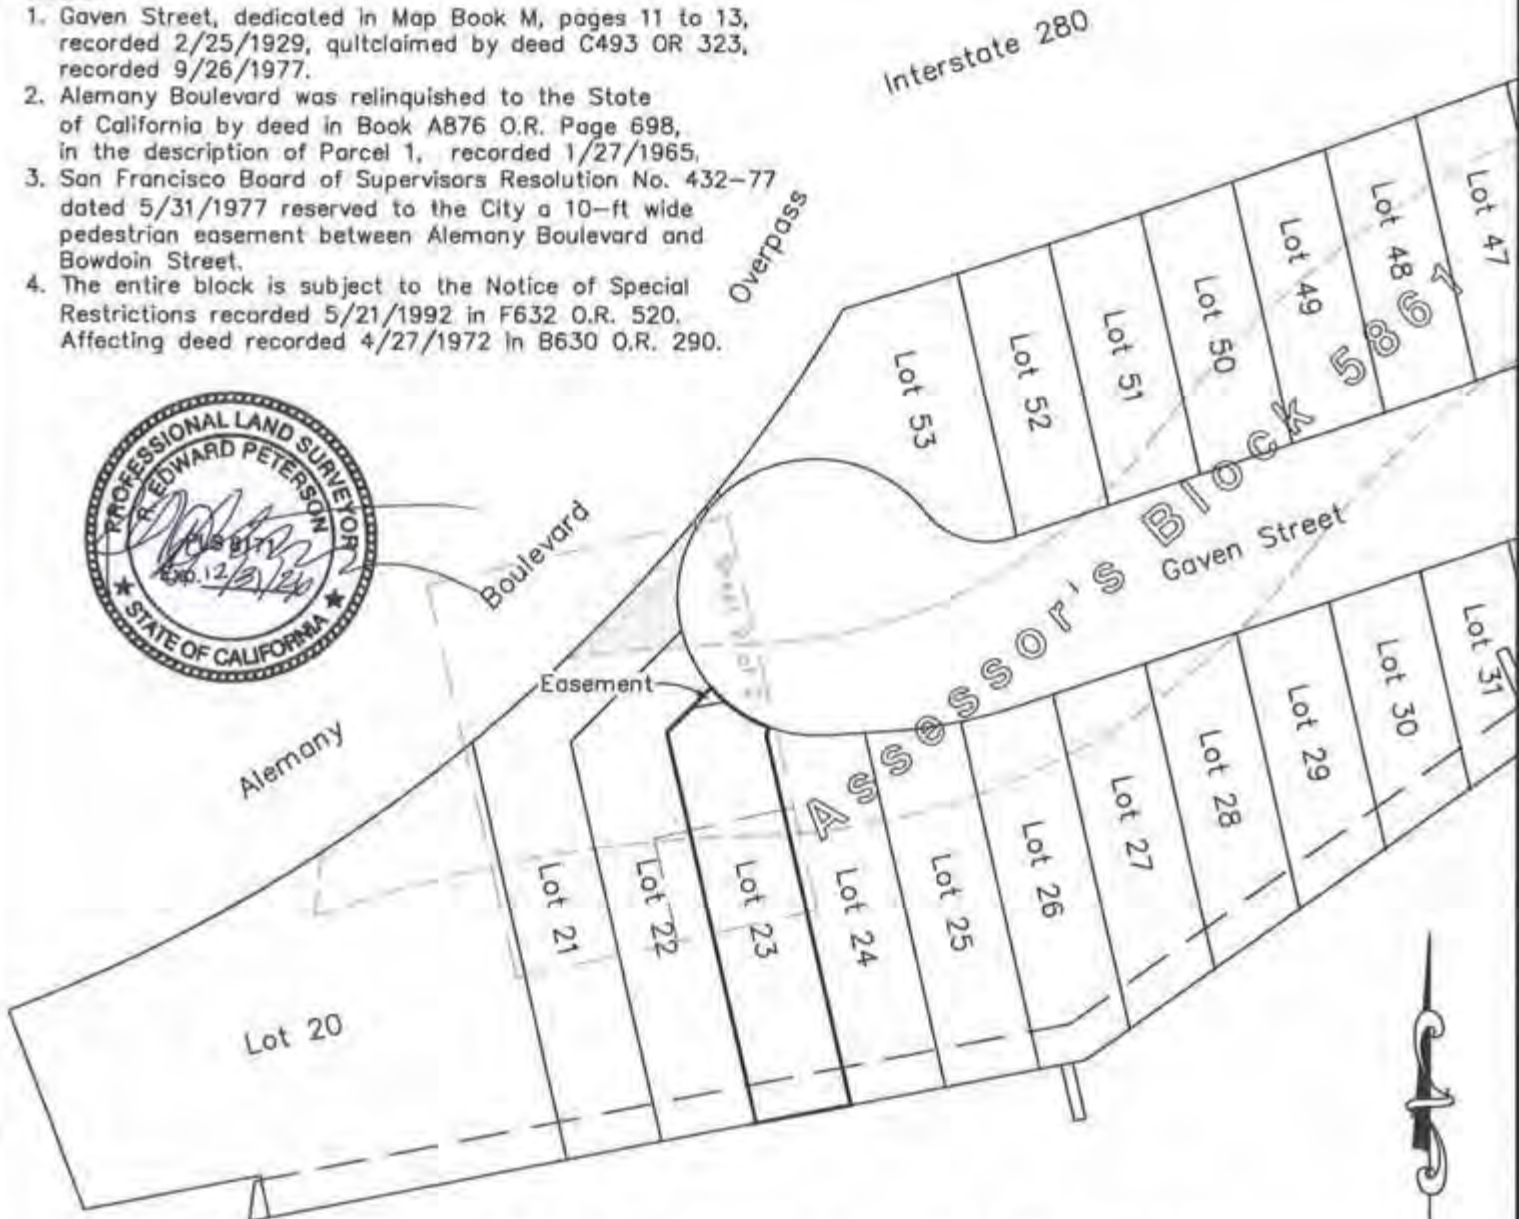 1. Gaven Street, dedicated in Map Book M, pages 11 to 13,
recorded 2/25/1929, quitclaimed by deed C493 OR 323,
recorded 9/26/1977.
2. Alemany Boulevard was relinquished to the State
of California by deed in Book A876 O.R. Page 698,
in the description of Parcel 1, recorded 1/27/1965.
3. San Francisco Board of Supervisors Resolution No. 432-77
dated 5/31/1977 reserved to the City a 10-ft wide
pedestrian easement between Alemany Boulevard and
Bowdoin Street.
4. The entire block is subject to the Notice of Special
Restrictions recorded 5/21/1992 in F632 O.R. 520.
Affecting deed recorded 4/27/1972 in B630 O.R. 290.
Interstate 280
Overpass
Lot 53
Lot 52
Lot 51
Lot 50
Lot 49
Lot 48
Lot 47
PROFESSIONAL LAND SURVEYOR
R. EDWARD PETERSON
EXP. 12/31/26
STATE OF CALIFORNIA
Alemany
Boulevard
Easement
Gaven Street
Assessor's Block 5867
Lot 20
Lot 21
Lot 22
Lot 23
Lot 24
Lot 25
Lot 26
Lot 27
Lot 28
Lot 29
Lot 30
Lot 31